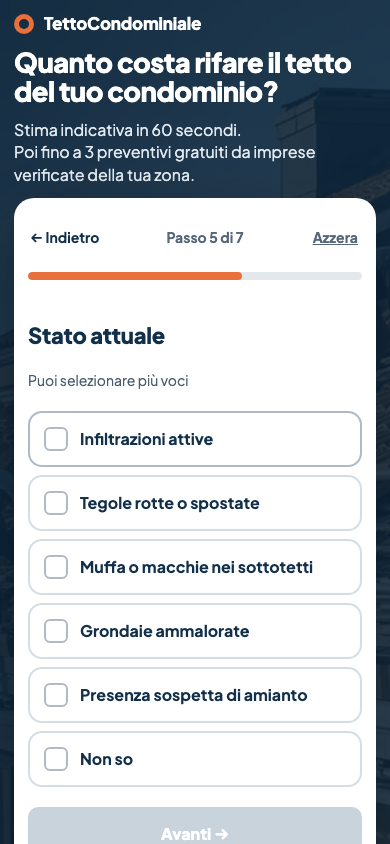 TettoCondominiale
Quanto costa rifare il tetto
del tuo condominio?
Stima indicativa in 60 secondi.
Poi fino a 3 preventivi gratuiti da imprese
verificate della tua zona.
← Indietro
Passo 5 di 7
Azzera
Stato attuale
Puoi selezionare più voci
Infiltrazioni attive
Tegole rotte o spostate
Muffa o macchie nei sottotetti
Grondaie ammalorate
Presenza sospetta di amianto
Non so
Avanti →